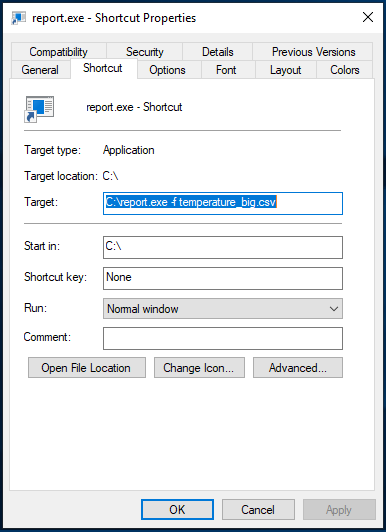 report.exe - Shortcut Properties
Compatibility Security Details Previous Versions
General Shortcut Options Font Layout Colors
report.exe - Shortcut
Target type: Application
Target location: C:\
Target: C:\report.exe -f temperature_big.csv
Start in: C:\
Shortcut key: None
Run: Normal window
Comment:
Open File Location Change Icon... Advanced...
OK Cancel Apply